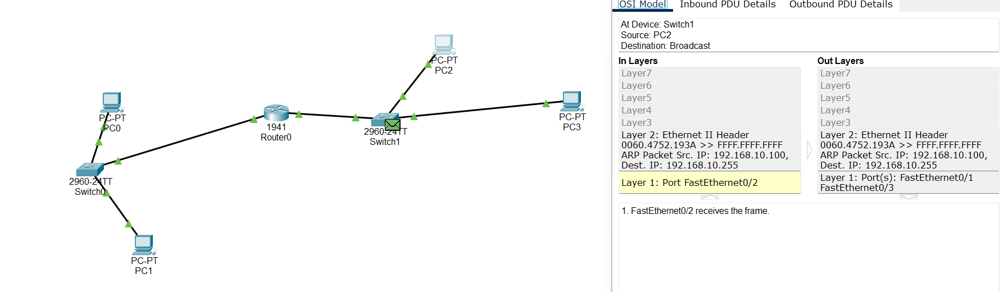 PC-PT
PC2
PC-PT
PC0
1941
Router0
2960-24TT
Switch1
PC-PT
PC3
2960-24TT
Switch0
PC-PT
PC1
OSI Model Inbound PDU Details Outbound PDU Details
At Device: Switch1
Source: PC2
Destination: Broadcast
In Layers
Layer7
Layer6
Layer5
Layer4
Layer3
Layer 2: Ethernet II Header
0060.4752.193A >> FFFF.FFFF.FFFF
ARP Packet Src. IP: 192.168.10.100,
Dest. IP: 192.168.10.255
Layer 1: Port FastEthernet0/2
Out Layers
Layer7
Layer6
Layer5
Layer4
Layer3
Layer 2: Ethernet II Header
0060.4752.193A >> FFFF.FFFF.FFFF
ARP Packet Src. IP: 192.168.10.100,
Dest. IP: 192.168.10.255
Layer 1: Port(s): FastEthernet0/1
FastEthernet0/3
1. FastEthernet0/2 receives the frame.